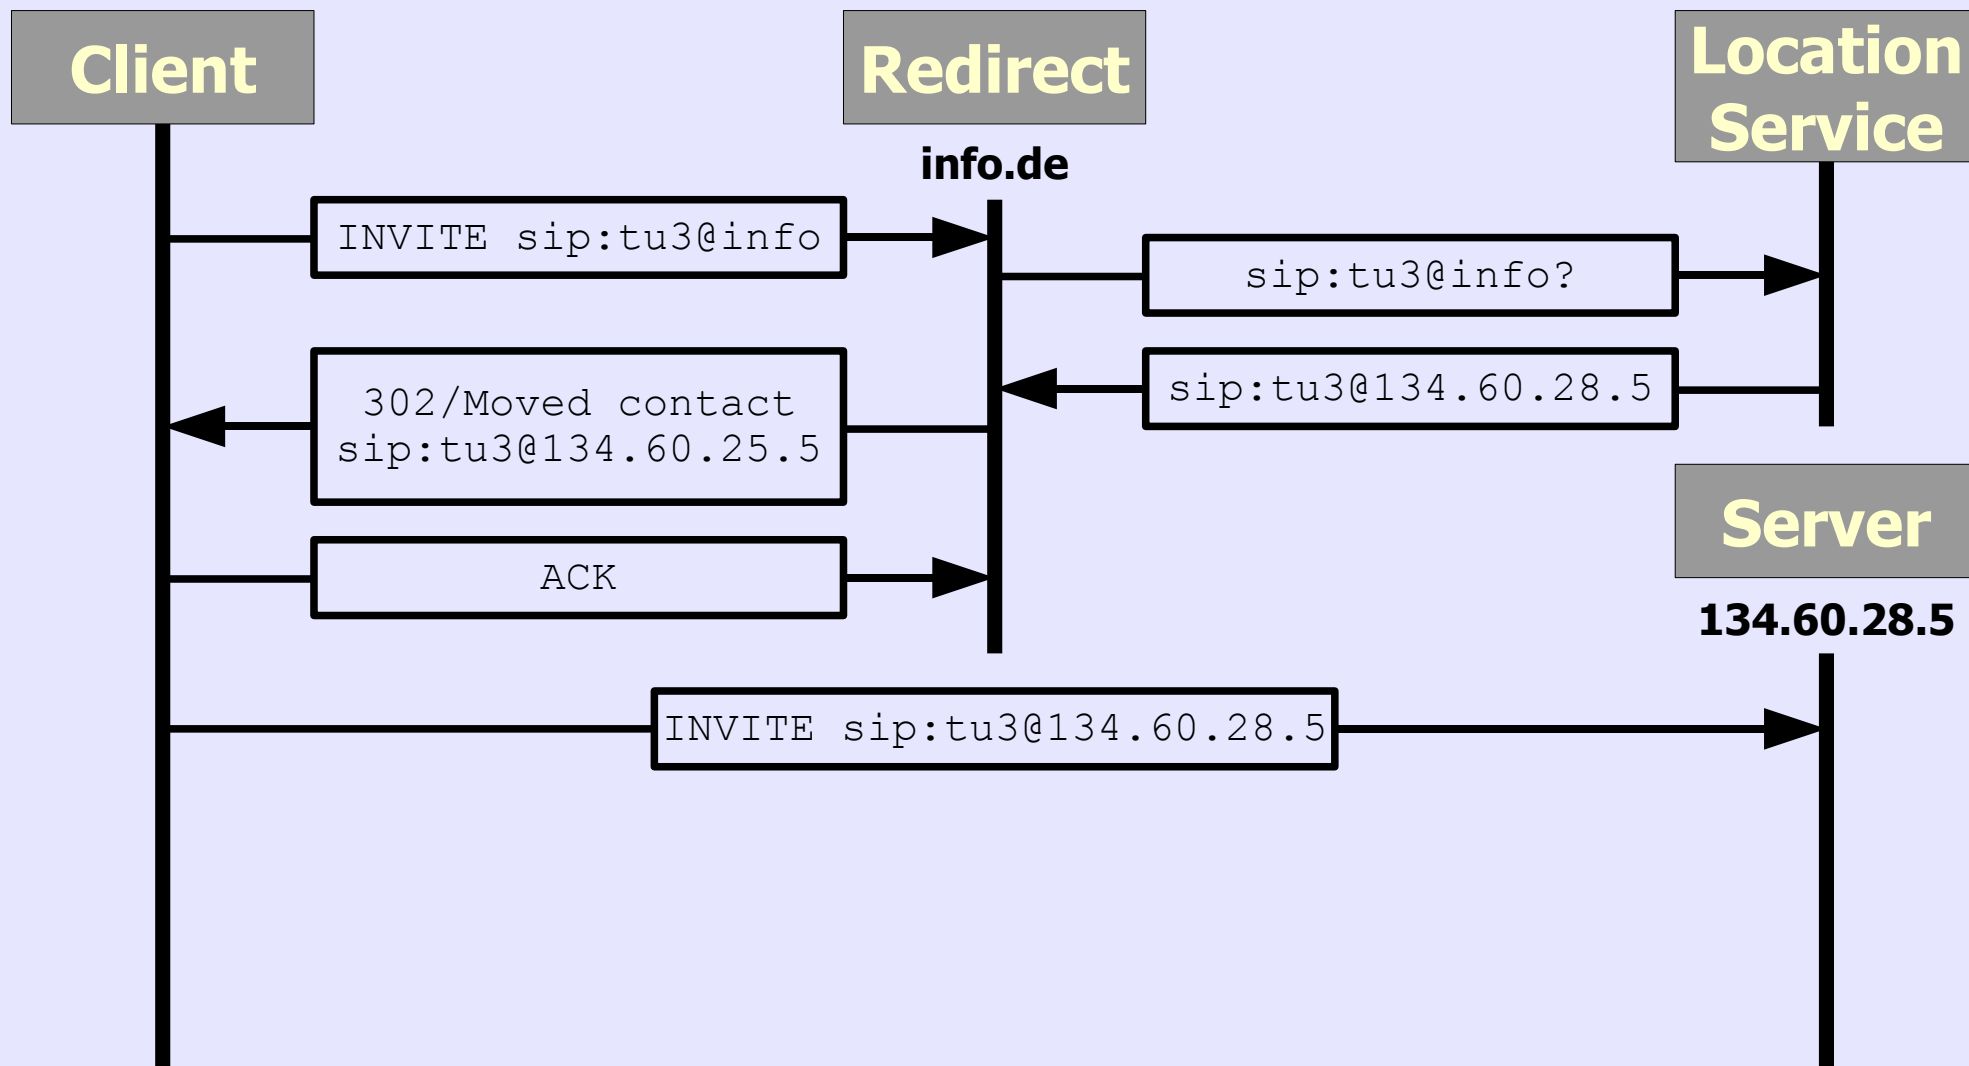 Client
Redirect
Location
Service
info.de
INVITE sip:tu3@info
sip:tu3@info?
sip:tu3@134.60.28.5
302/Moved contact
sip:tu3@134.60.25.5
Server
ACK
134.60.28.5
INVITE sip:tu3@134.60.28.5